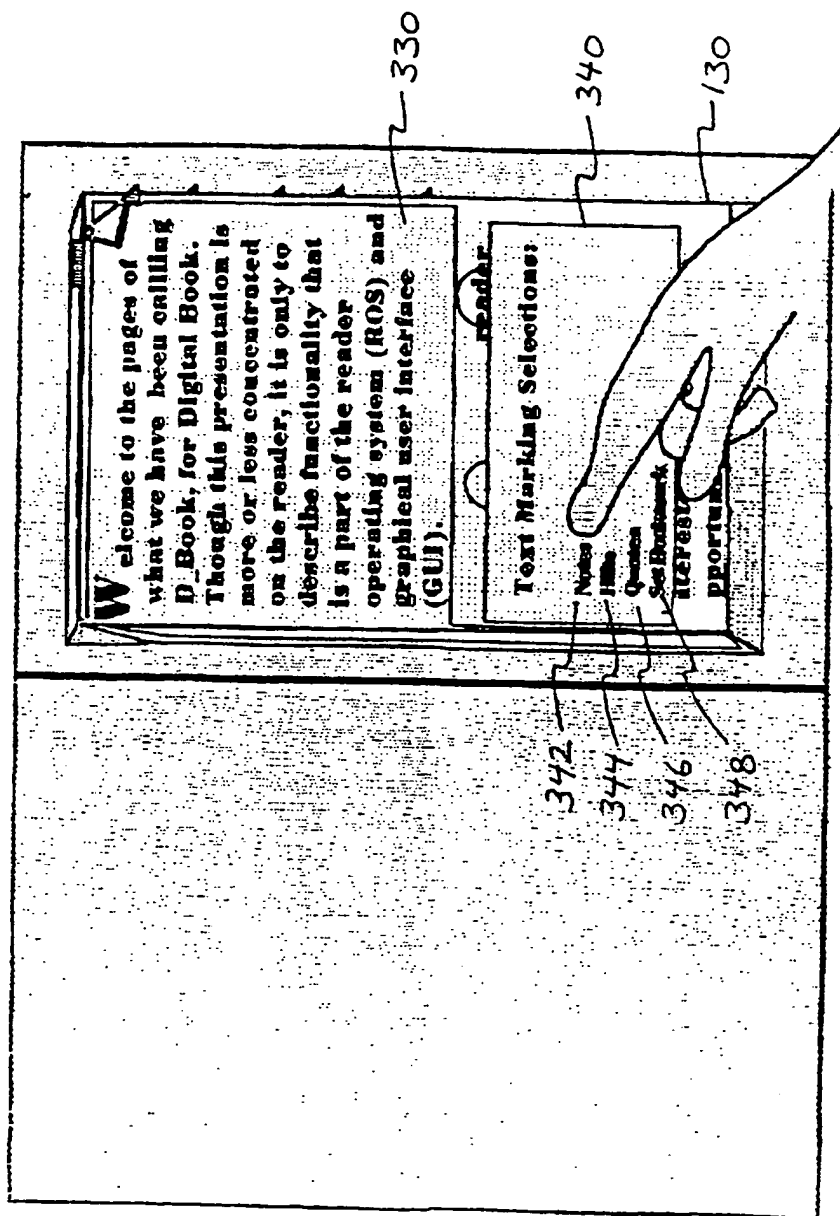 Welcome to the pages of
what we have been callling
D_Book, for Digital Book.
Though this presentation is
more or less concentrated
on the reader, it is only to
describe functionality that
is a part of the reader
operating system (ROS) and
graphical user interface
(GUI).
330
reader
Text Marking Selections:
340
342
Notes
344
346
Quotes
348
Set Bookmark
nterest
pportun
130